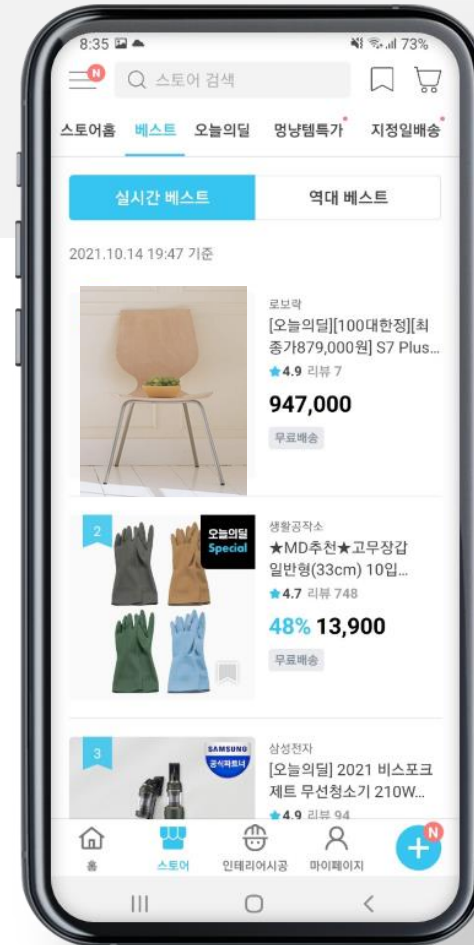 8:35 73%
N
스토어 검색
스토어홈 베스트 오늘의딜 멍냥템특가 지정일배송
실시간 베스트 역대 베스트
2021.10.14 19:47 기준
로보락
[오늘의딜][100대한정][최
종가879,000원] S7 Plus...
4.9 리뷰 7
947,000
무료배송
2
오늘의딜
Special
생활공작소
★MD추천★고무장갑
일반형(33cm) 10입...
4.7 리뷰 748
48% 13,900
무료배송
3
SAMSUNG
공식파트너
삼성전자
[오늘의딜] 2021 비스포크
제트 무선청소기 210W...
4.9 리뷰 94
홈 스토어 인테리어시공 마이페이지
N